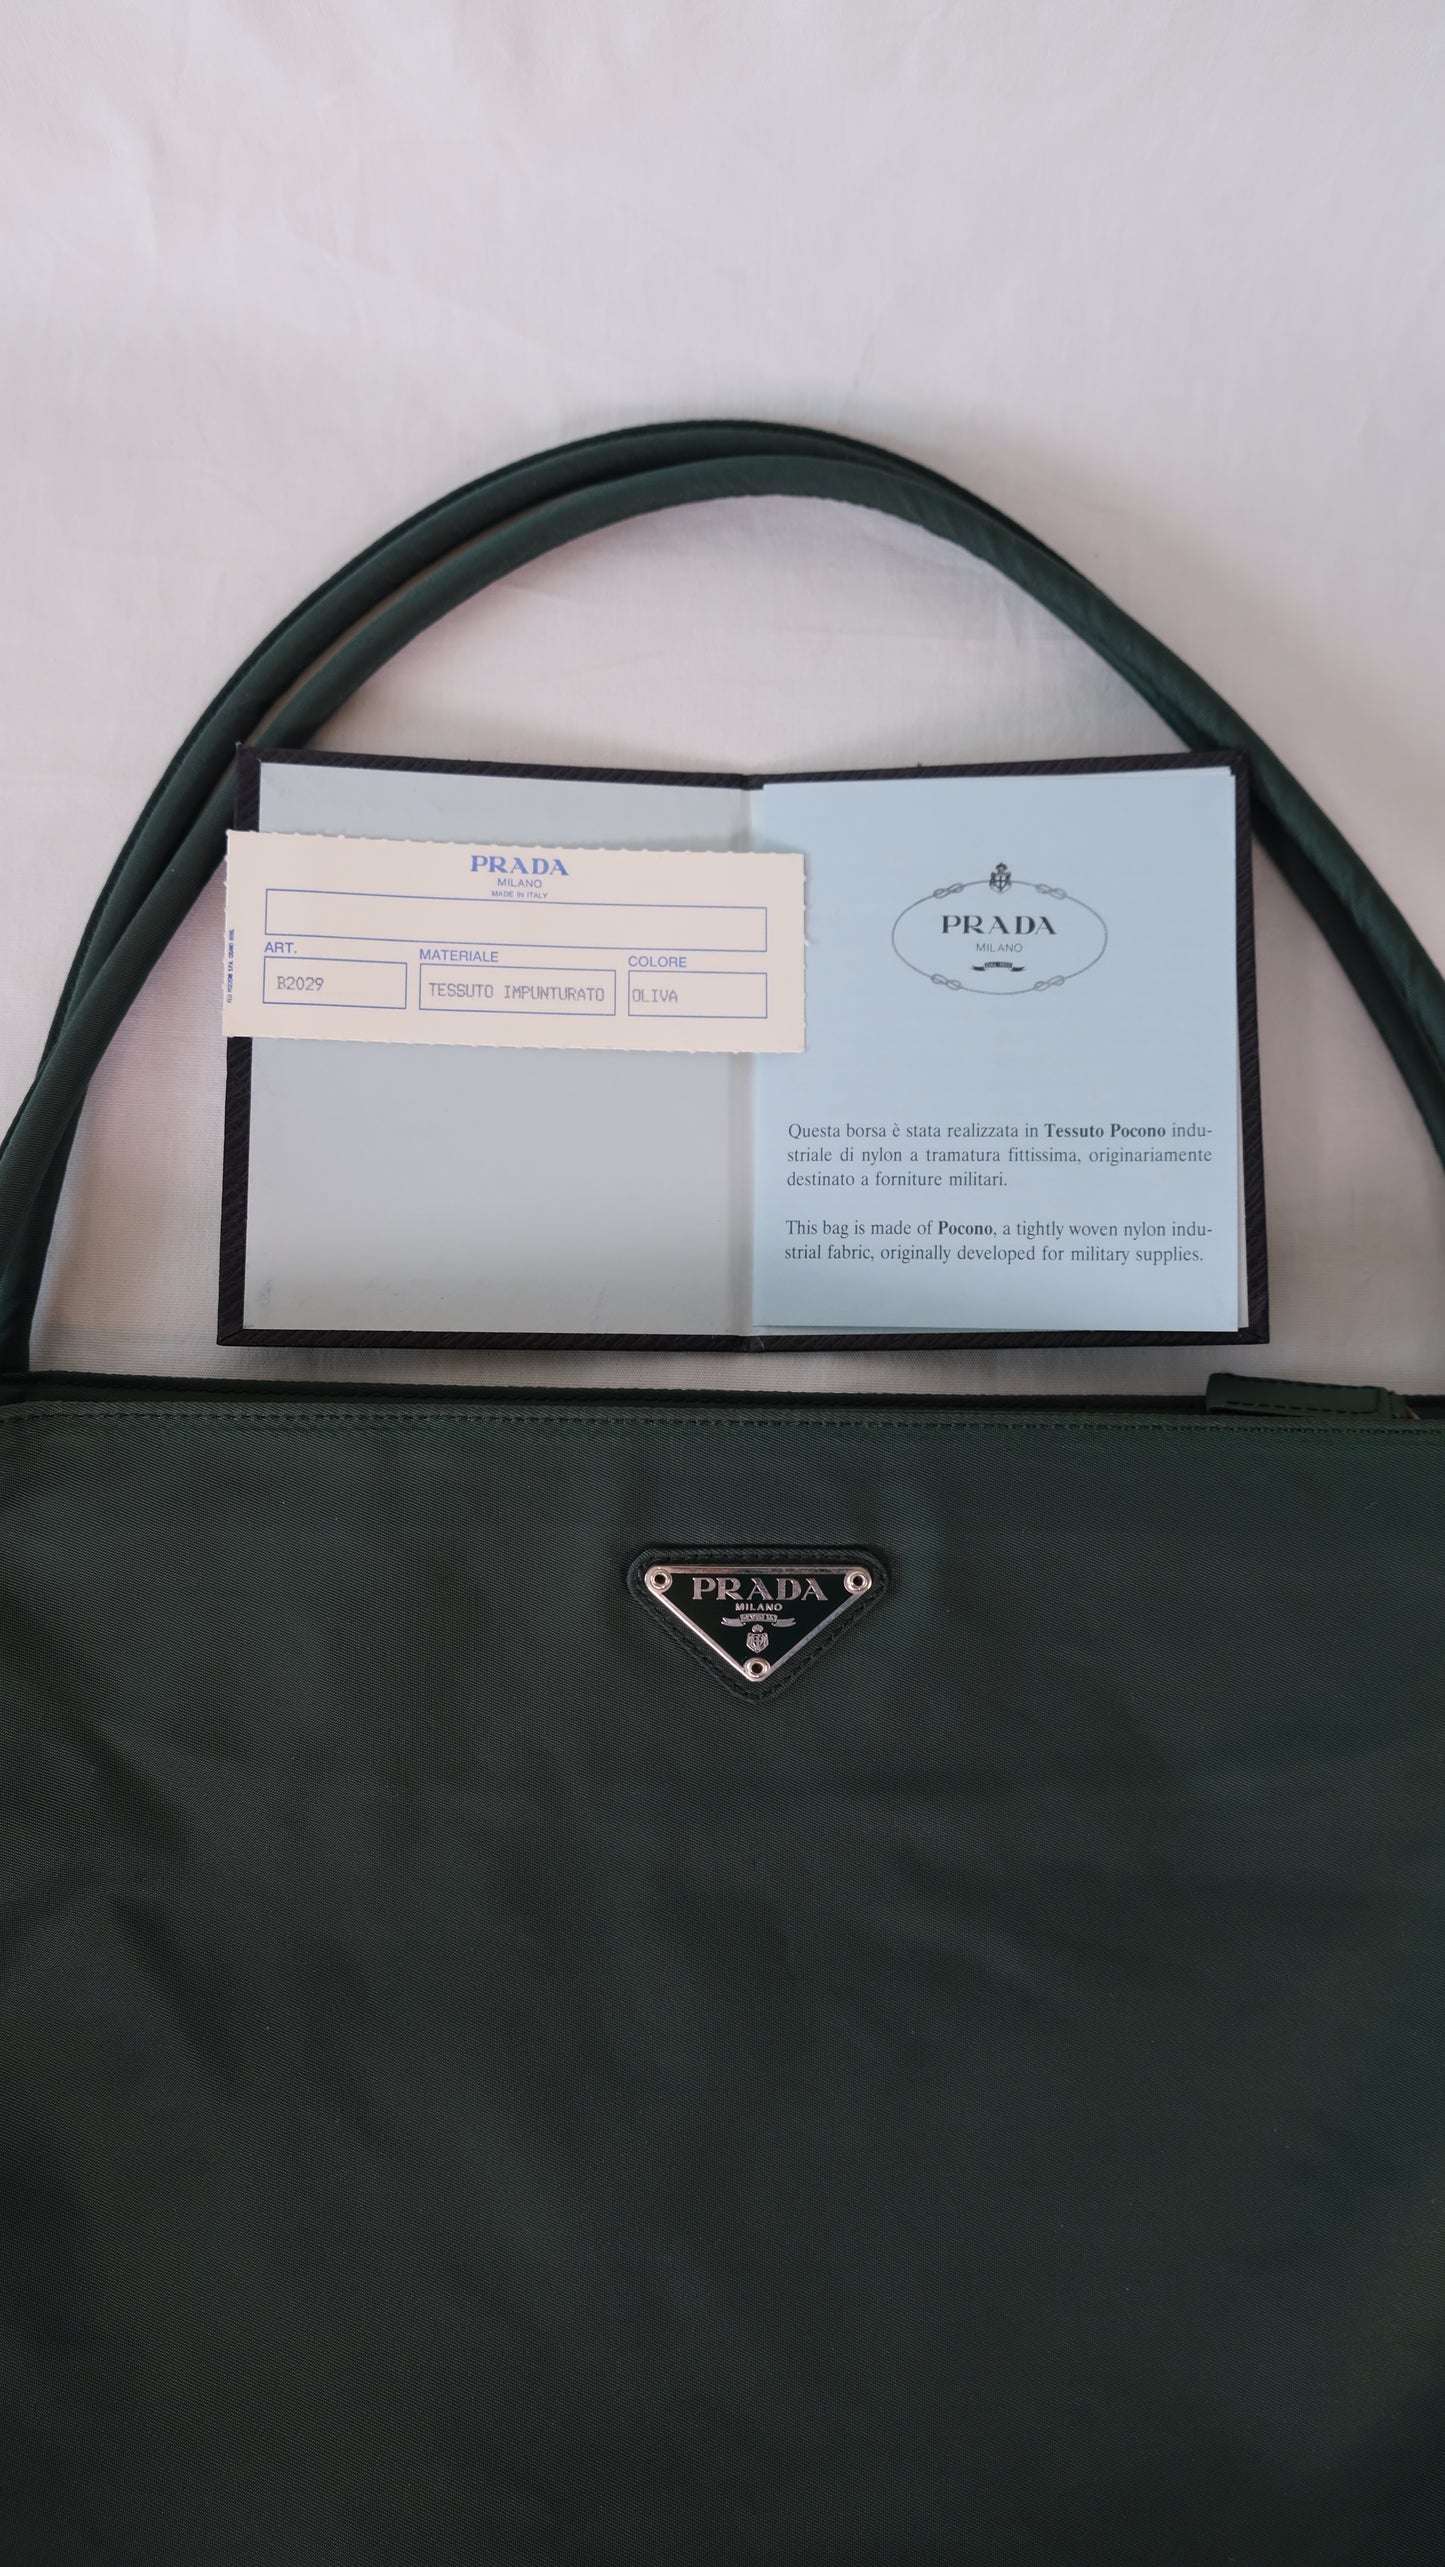 PRADA
MILANO
MADE IN ITALY
ART.
MATERIALE
COLORE
B2029
TESSUTO IMPUNTURATO
OLIVA
PRADA
MILANO
Questa borsa è stata realizzata in Tessuto Pocono indu-
striale di nylon a tramatura fittissima, originariamente
destinato a forniture militari.
This bag is made of Pocono, a tightly woven nylon indu-
strial fabric, originally developed for military supplies.
PRADA
MILANO